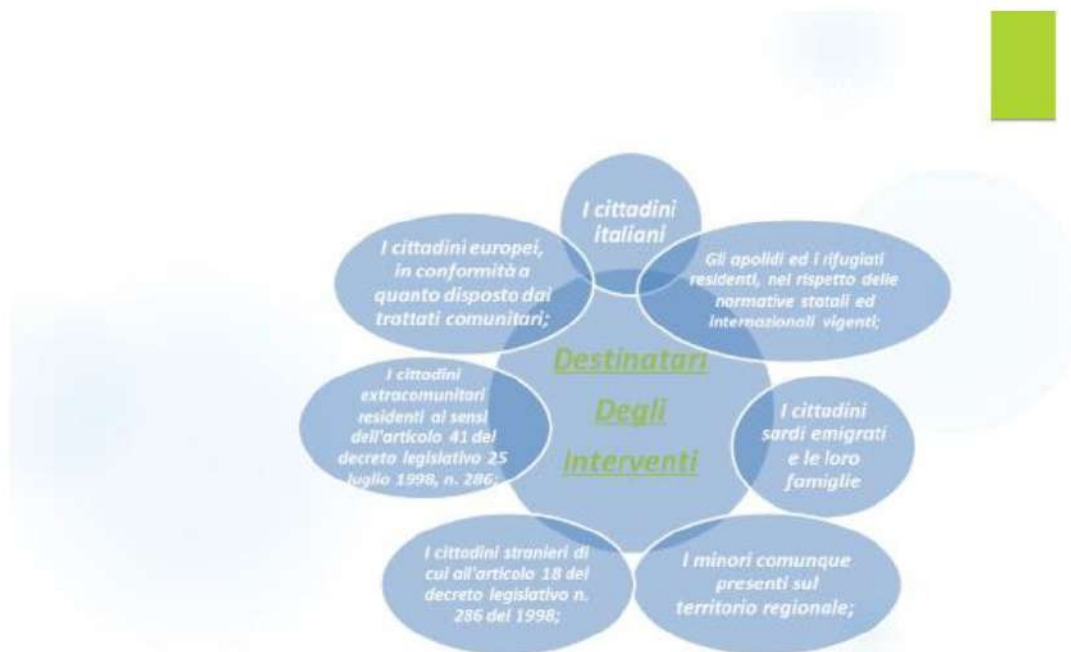 I cittadini
italiani
Gli apolidi ed i rifugiati
residenti, nel rispetto delle
normative statali ed
internazionali vigenti;
I cittadini
sardi emigrati
e le loro
famiglie
I minori comunque
presenti sul
territorio regionale;
I cittadini stranieri di
cui all'articolo 18 del
decreto legislativo n.
286 del 1998;
I cittadini
extracomunitari
residenti ai sensi
dell'articolo 41 del
decreto legislativo 25
luglio 1998, n. 286;
I cittadini europei,
in conformità a
quanto disposto dai
trattati comunitari;
Destinatari
Degli
Interventi